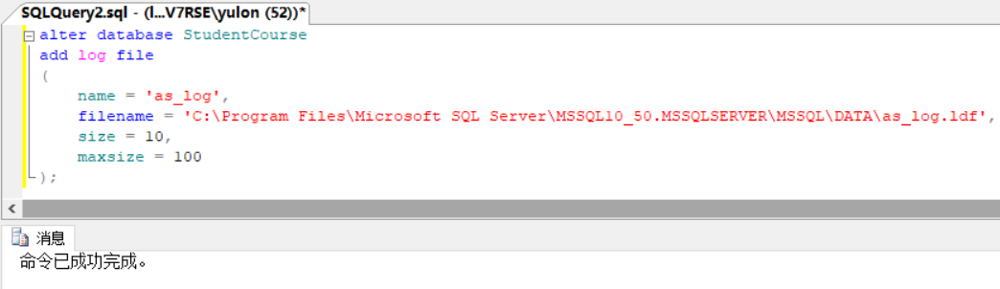 SQLQuery2.sql - (l...V7RSE\yulon (52))*
alter database StudentCourse
add log file
(
    name = 'as_log',
    filename = 'C:\Program Files\Microsoft SQL Server\MSSQL10_50.MSSQLSERVER\MSSQL\DATA\as_log.ldf',
    size = 10,
    maxsize = 100
);
消息
命令已成功完成。